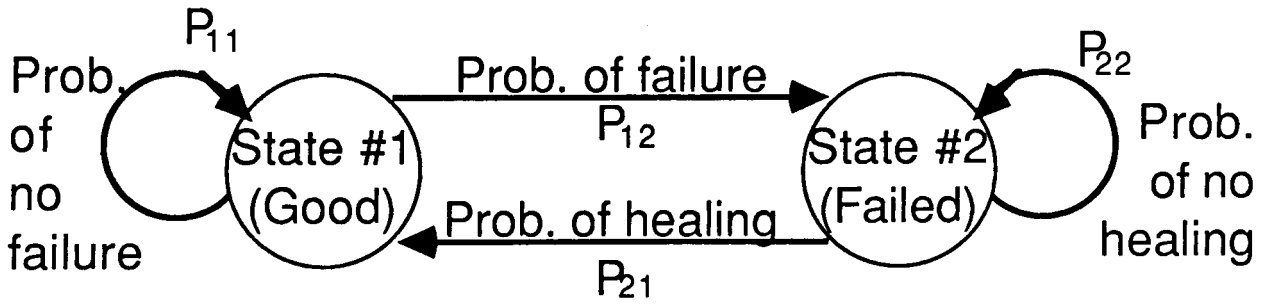 P11
Prob.
of
no
failure
State #1
(Good)
Prob. of failure
P12
Prob. of healing
P21
State #2
(Failed)
P22
Prob.
of no
healing